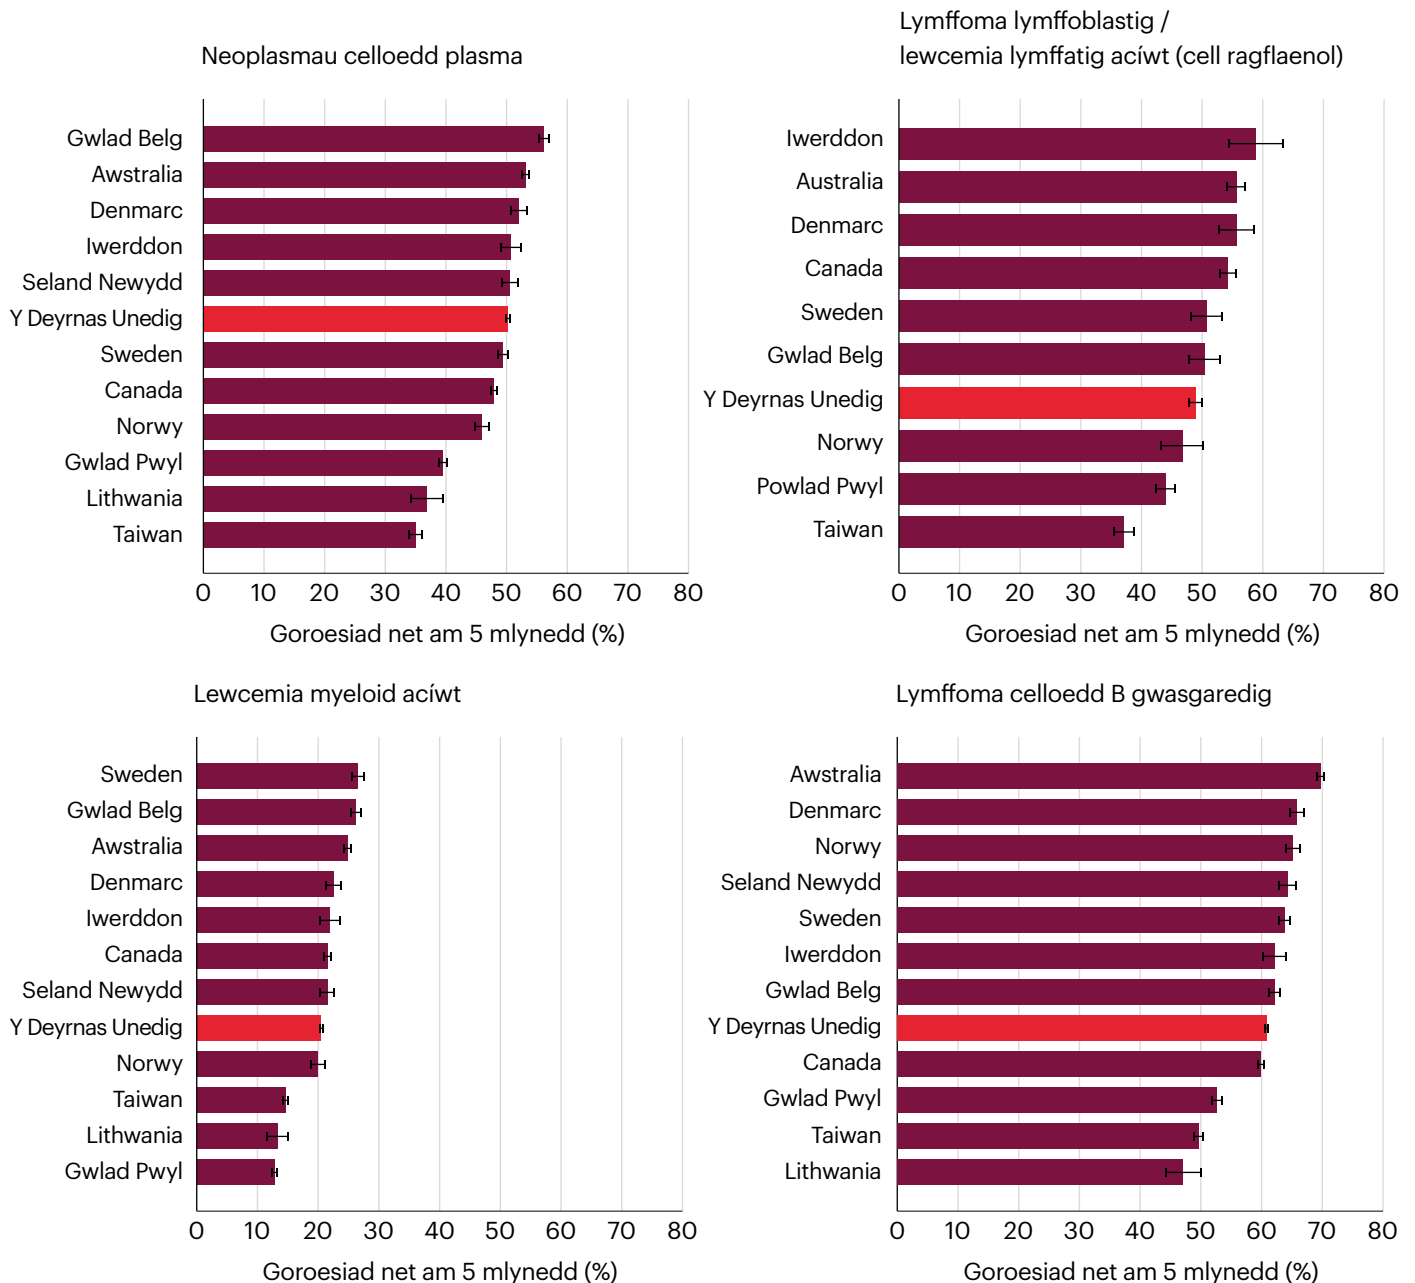 Neoplasmau celloedd plasma
Gwlad Belg
Awstralia
Denmarc
Iwerddon
Seland Newydd
Y Deyrnas Unedig
Sweden
Canada
Norwy
Gwlad Pwyl
Lithwania
Taiwan
0 10 20 30 40 50 60 70 80
Goroesiad net am 5 mlynedd (%)
Lymffoma lymffoblastig /
lewcemia lymffatig acíwt (cell ragflaenol)
Iwerddon
Australia
Denmarc
Canada
Sweden
Gwlad Belg
Y Deyrnas Unedig
Norwy
Powlad Pwyl
Taiwan
0 10 20 30 40 50 60 70 80
Goroesiad net am 5 mlynedd (%)
Lewcemia myeloid acíwt
Sweden
Gwlad Belg
Awstralia
Denmarc
Iwerddon
Canada
Seland Newydd
Y Deyrnas Unedig
Norwy
Taiwan
Lithwania
Gwlad Pwyl
0 10 20 30 40 50 60 70 80
Goroesiad net am 5 mlynedd (%)
Lymffoma celloedd B gwasgaredig
Awstralia
Denmarc
Norwy
Seland Newydd
Sweden
Iwerddon
Gwlad Belg
Y Deyrnas Unedig
Canada
Gwlad Pwyl
Taiwan
Lithwania
0 10 20 30 40 50 60 70 80
Goroesiad net am 5 mlynedd (%)